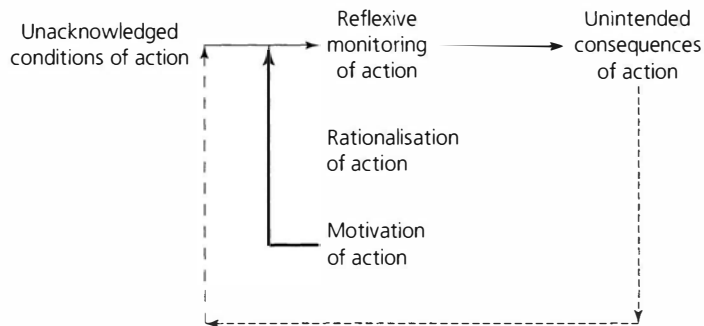 Unacknowledged
conditions of action
Reflexive
monitoring
of action
Unintended
consequences
of action
Rationalisation
of action
Motivation
of action